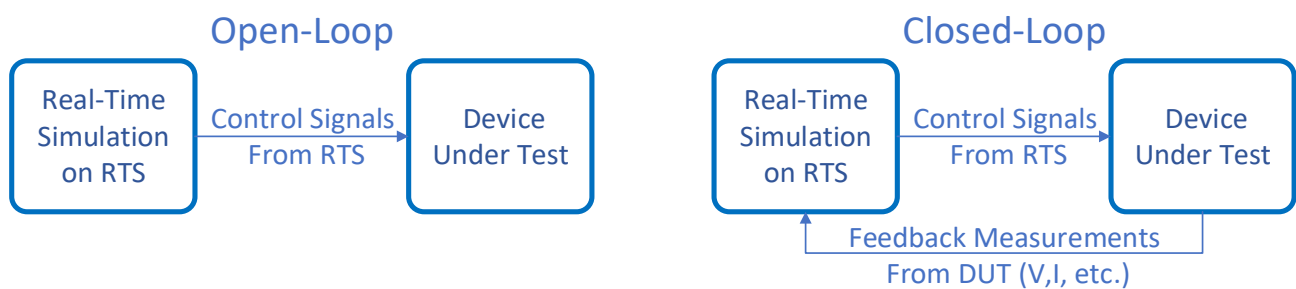 Open-Loop
Real-Time
Simulation
on RTS
Control Signals
From RTS
Device
Under Test
Closed-Loop
Real-Time
Simulation
on RTS
Control Signals
From RTS
Device
Under Test
Feedback Measurements
From DUT (V,I, etc.)